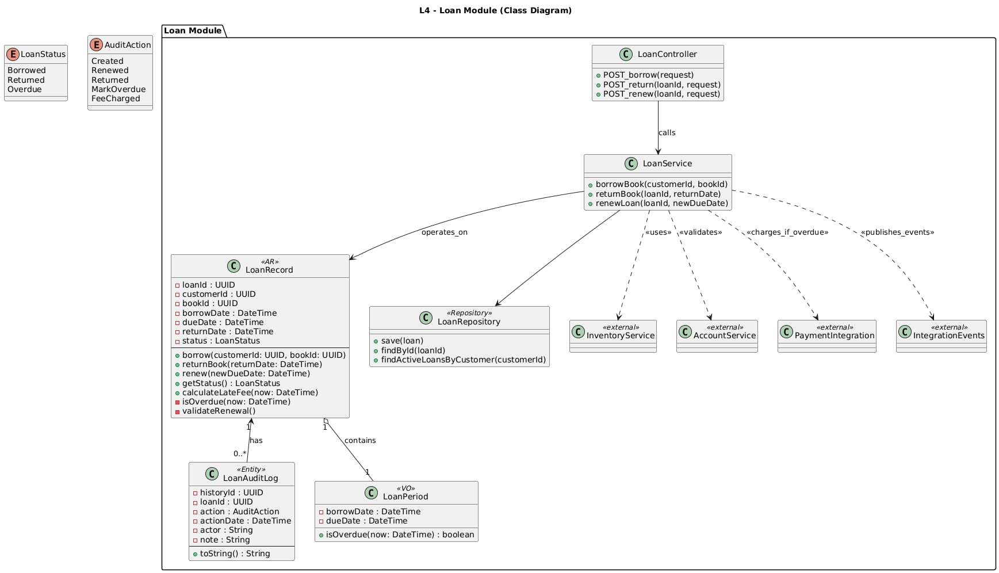 L4 - Loan Module (Class Diagram)
Loan Module
E LoanStatus
Borrowed
Returned
Overdue
E AuditAction
Created
Renewed
Returned
MarkOverdue
FeeCharged
C LoanController
POST_borrow(request)
POST_return(loanId, request)
POST_renew(loanId, request)
calls
C LoanService
borrowBook(customerId, bookId)
returnBook(loanId, returnDate)
renewLoan(loanId, newDueDate)
operates_on
«uses»
«validates»
«charges_if_overdue»
«publishes_events»
«AR»
C LoanRecord
loanId : UUID
customerId : UUID
bookId : UUID
borrowDate : DateTime
dueDate : DateTime
returnDate : DateTime
status : LoanStatus
borrow(customerId: UUID, bookId: UUID)
returnBook(returnDate: DateTime)
renew(newDueDate: DateTime)
getStatus() : LoanStatus
calculateLateFee(now: DateTime)
isOverdue(now: DateTime)
validateRenewal()
«Repository»
C LoanRepository
save(loan)
findById(loanId)
findActiveLoansByCustomer(customerId)
«external»
C InventoryService
«external»
C AccountService
«external»
C PaymentIntegration
«external»
C IntegrationEvents
1
has
0..*
1
contains
1
«Entity»
C LoanAuditLog
historyId : UUID
loanId : UUID
action : AuditAction
actionDate : DateTime
actor : String
note : String
toString() : String
«VO»
C LoanPeriod
borrowDate : DateTime
dueDate : DateTime
isOverdue(now: DateTime) : boolean